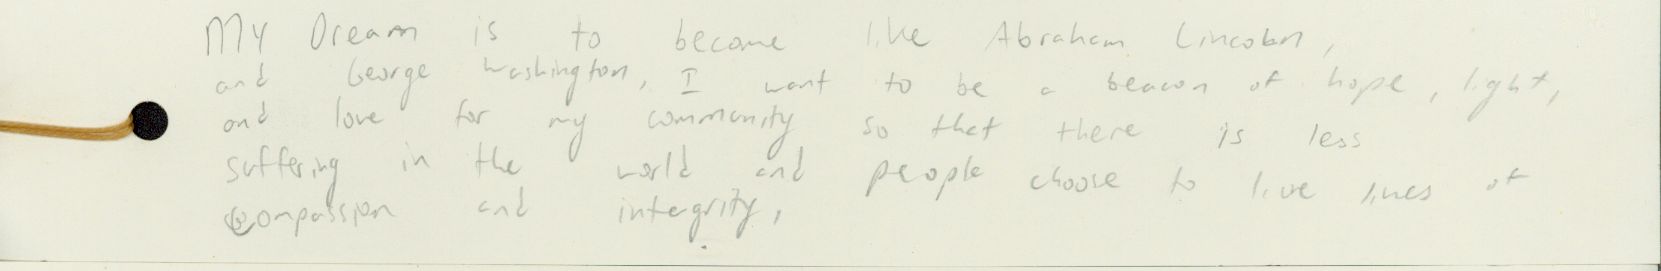 My Dream is to become like Abraham Lincoln,
and George Washington, I want to be a beacon of hope, light,
and love for my community so that there is less
suffering in the world and people choose to live lives of
compassion and intergrity,